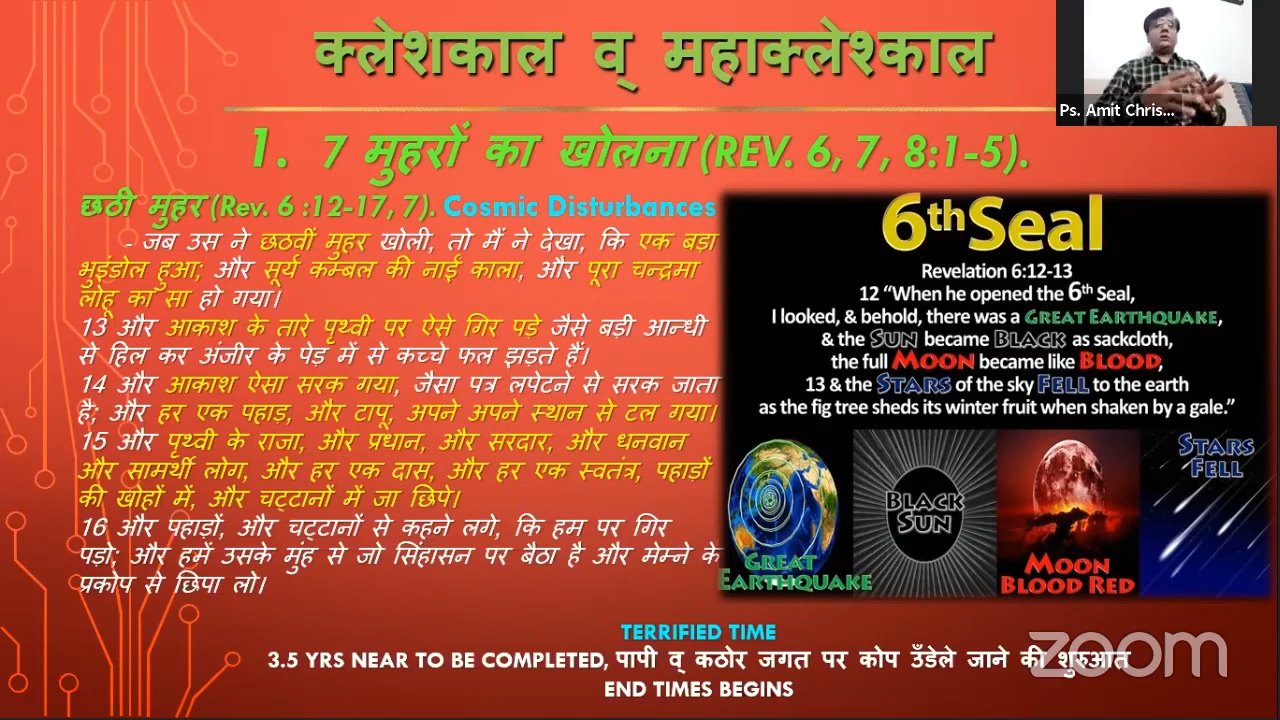 क्लेशकाल व् महाक्लेश्काल
Ps. Amit Chris...
1. 7 मुहरों का खोलना (REV. 6, 7, 8:1-5).
छठी मुहर (Rev. 6 :12-17, 7). Cosmic Disturbances
- जब उस ने छठवीं मुहर खोली, तो मैं ने देखा, कि एक बड़ा
भुइंडोल हुआ; और सूर्य कम्बल की नाईं काला, और पूरा चन्द्रमा
लोहू का सा हो गया।
13 और आकाश के तारे पृथ्वी पर ऐसे गिर पड़े जैसे बड़ी आन्धी
से हिल कर अंजीर के पेड़ में से कच्चे फल झड़ते हैं।
14 और आकाश ऐसा सरक गया, जैसा पत्र लपेटने से सरक जाता
है; और हर एक पहाड़, और टापू, अपने अपने स्थान से टल गया।
15 और पृथ्वी के राजा, और प्रधान, और सरदार, और धनवान
और सामर्थी लोग, और हर एक दास, और हर एक स्वतंत्र, पहाड़ों
की खोहों में, और चट्टानों में जा छिपे।
16 और पहाड़ों, और चट्टानों से कहने लगे, कि हम पर गिर
पड़ो; और हमें उसके मुंह से जो सिंहासन पर बैठा है और मेम्ने के
प्रकोप से छिपा लो।
6th Seal
Revelation 6:12-13
12 “When he opened the 6th Seal,
I looked, & behold, there was a GREAT EARTHQUAKE,
& the SUN became BLACK as sackcloth,
the full MOON became like BLOOD,
13 & the STARS of the sky FELL to the earth
as the fig tree sheds its winter fruit when shaken by a gale.”
GREAT
EARTHQUAKE
BLACK
SUN
MOON
BLOOD RED
STARS
FELL
TERRIFIED TIME
3.5 YRS NEAR TO BE COMPLETED, पापी व् कठोर जगत पर कोप उँडेले जाने की शुरुआत
END TIMES BEGINS
zoom